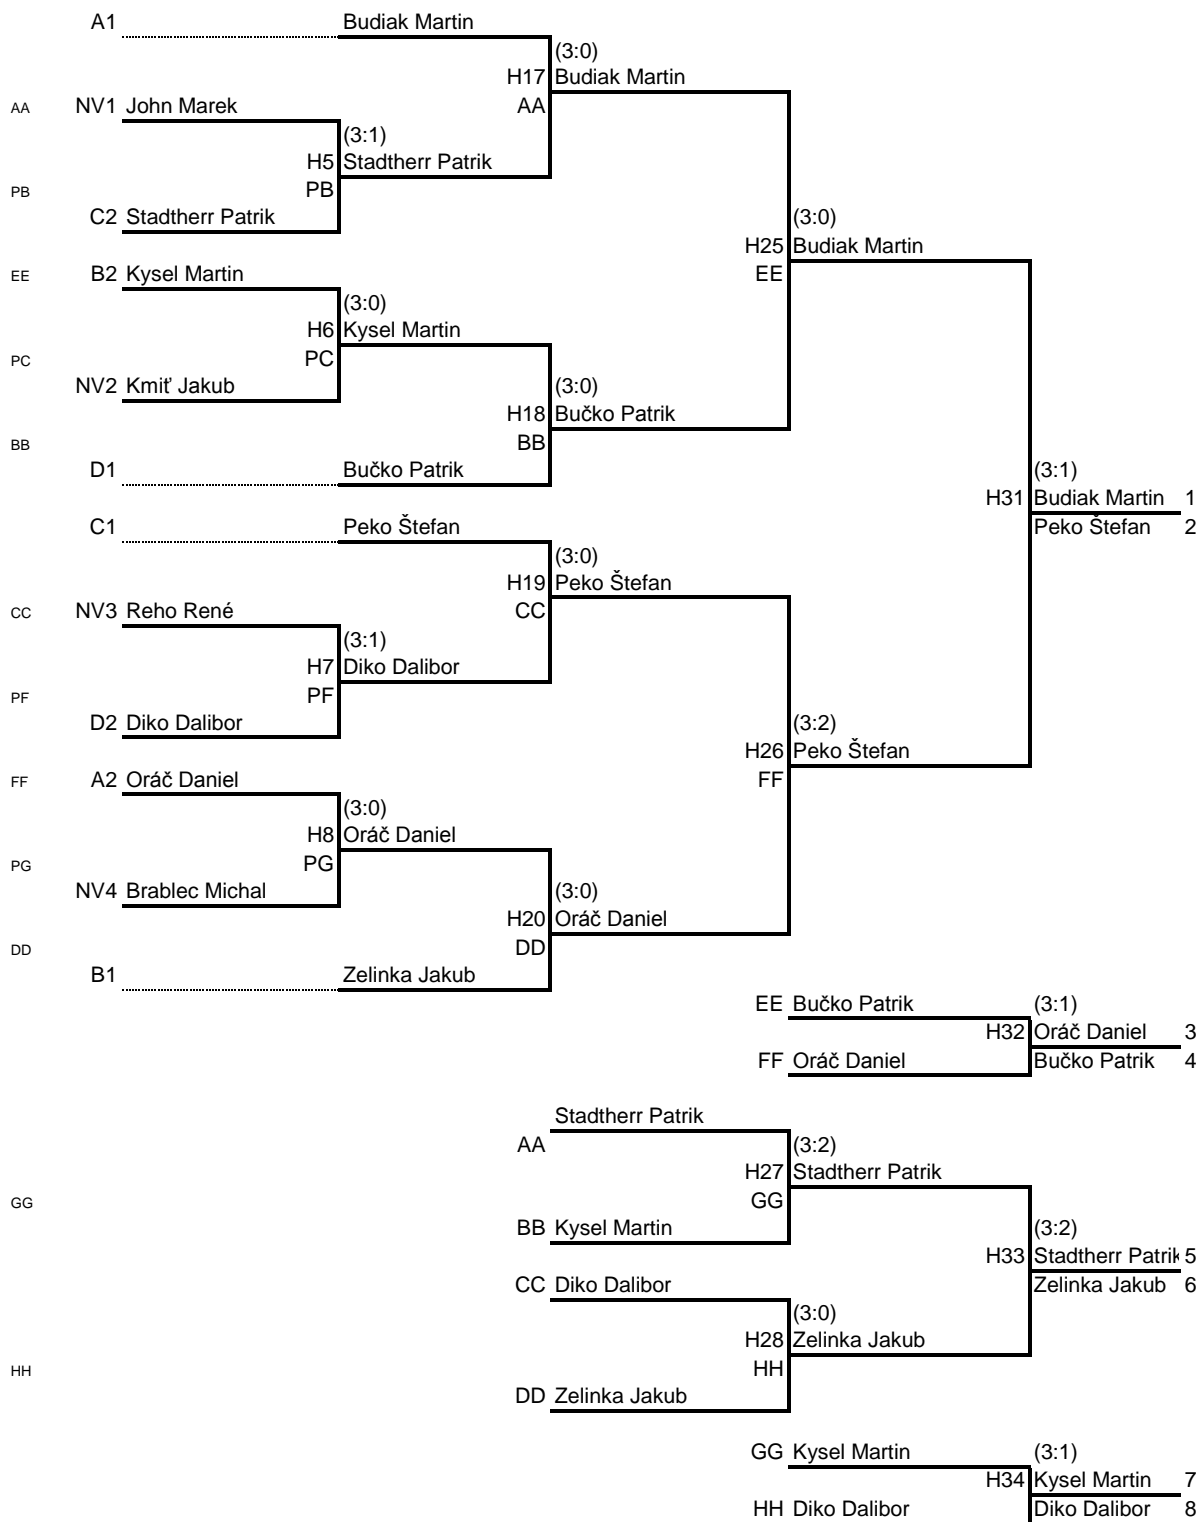 A1 Budiak Martin
(3:0)
H17 Budiak Martin
AA NV1 John Marek AA
(3:1)
H5 Stadtherr Patrik
PB PB
C2 Stadtherr Patrik (3:0)
H25 Budiak Martin
EE B2 Kysel Martin EE
(3:0)
H6 Kysel Martin
PC PC
NV2 Kmiť Jakub (3:0)
H18 Bučko Patrik
BB BB
D1 Bučko Patrik (3:1)
H31 Budiak Martin 1
C1 Peko Štefan Peko Štefan 2
(3:0)
H19 Peko Štefan
CC NV3 Reho René CC
(3:1)
H7 Diko Dalibor
PF PF
D2 Diko Dalibor (3:2)
H26 Peko Štefan
FF A2 Oráč Daniel FF
(3:0)
H8 Oráč Daniel
PG PG
NV4 Brablec Michal (3:0)
H20 Oráč Daniel
DD DD
B1 Zelinka Jakub
EE Bučko Patrik (3:1)
H32 Oráč Daniel 3
FF Oráč Daniel Bučko Patrik 4
Stadtherr Patrik
AA (3:2)
H27 Stadtherr Patrik
GG GG
BB Kysel Martin (3:2)
H33 Stadtherr Patrik 5
CC Diko Dalibor Zelinka Jakub 6
(3:0)
H28 Zelinka Jakub
HH HH
DD Zelinka Jakub
GG Kysel Martin (3:1)
H34 Kysel Martin 7
HH Diko Dalibor Diko Dalibor 8